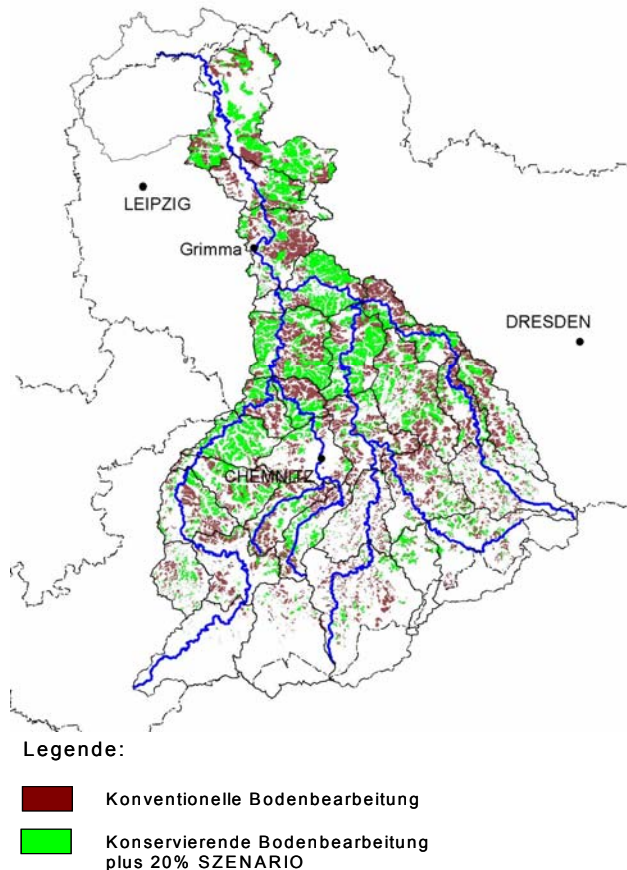 LEIPZIG
Grimma
DRESDEN
CHEMNITZ
Legende:
Konventionelle Bodenbearbeitung
Konservierende Bodenbearbeitung
plus 20% SZENARIO